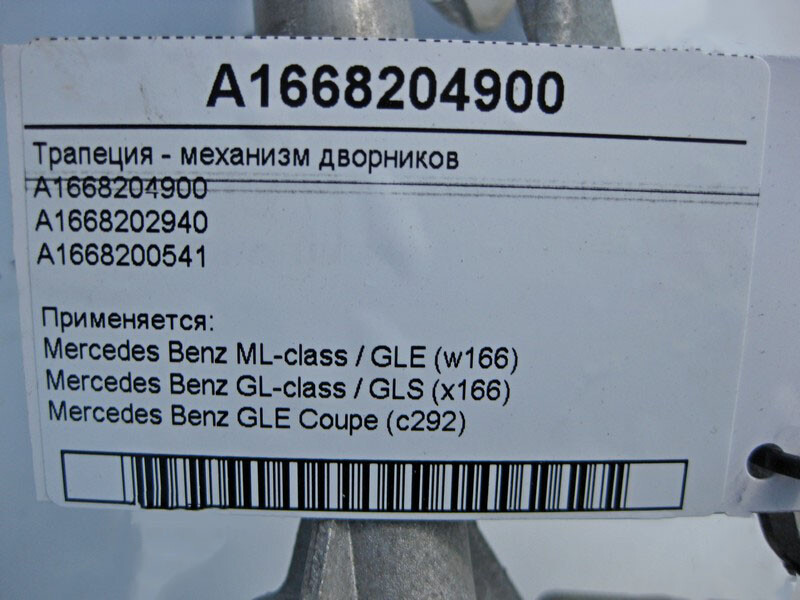 A1668204900
Трапеция - механизм дворников
A1668204900
A1668202940
A1668200541
Применяется:
Mercedes Benz ML-class / GLE (w166)
Mercedes Benz GL-class / GLS (x166)
Mercedes Benz GLE Coupe (c292)